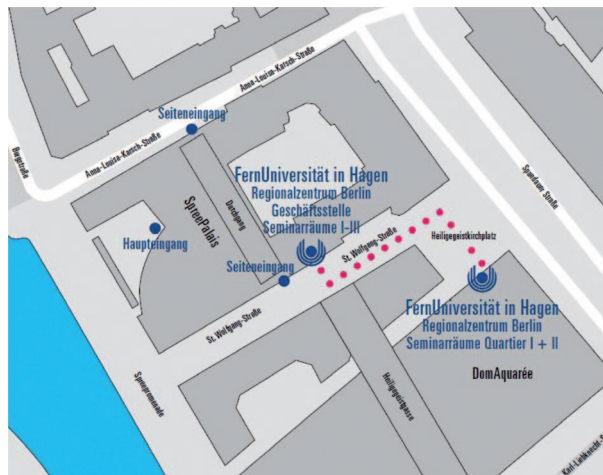 Anna-Louisa-Karsch-Straße
Seiteneingang
Burgstraße
Anna-Louisa-Karsch-Straße
Spandauer Straße
FernUniversität in Hagen
Regionalzentrum Berlin
Geschäftsstelle
Seminarräume I-III
Durchgang
SpreePalais
Haupteingang
St. Wolfgang-Straße
Heiligegeistkirchplatz
Seiteneingang
FernUniversität in Hagen
Regionalzentrum Berlin
Seminarräume Quartier I + II
St. Wolfgang-Straße
DomAquarée
Spreepromenade
Heiligegeistgasse
Karl-Liebknecht-S